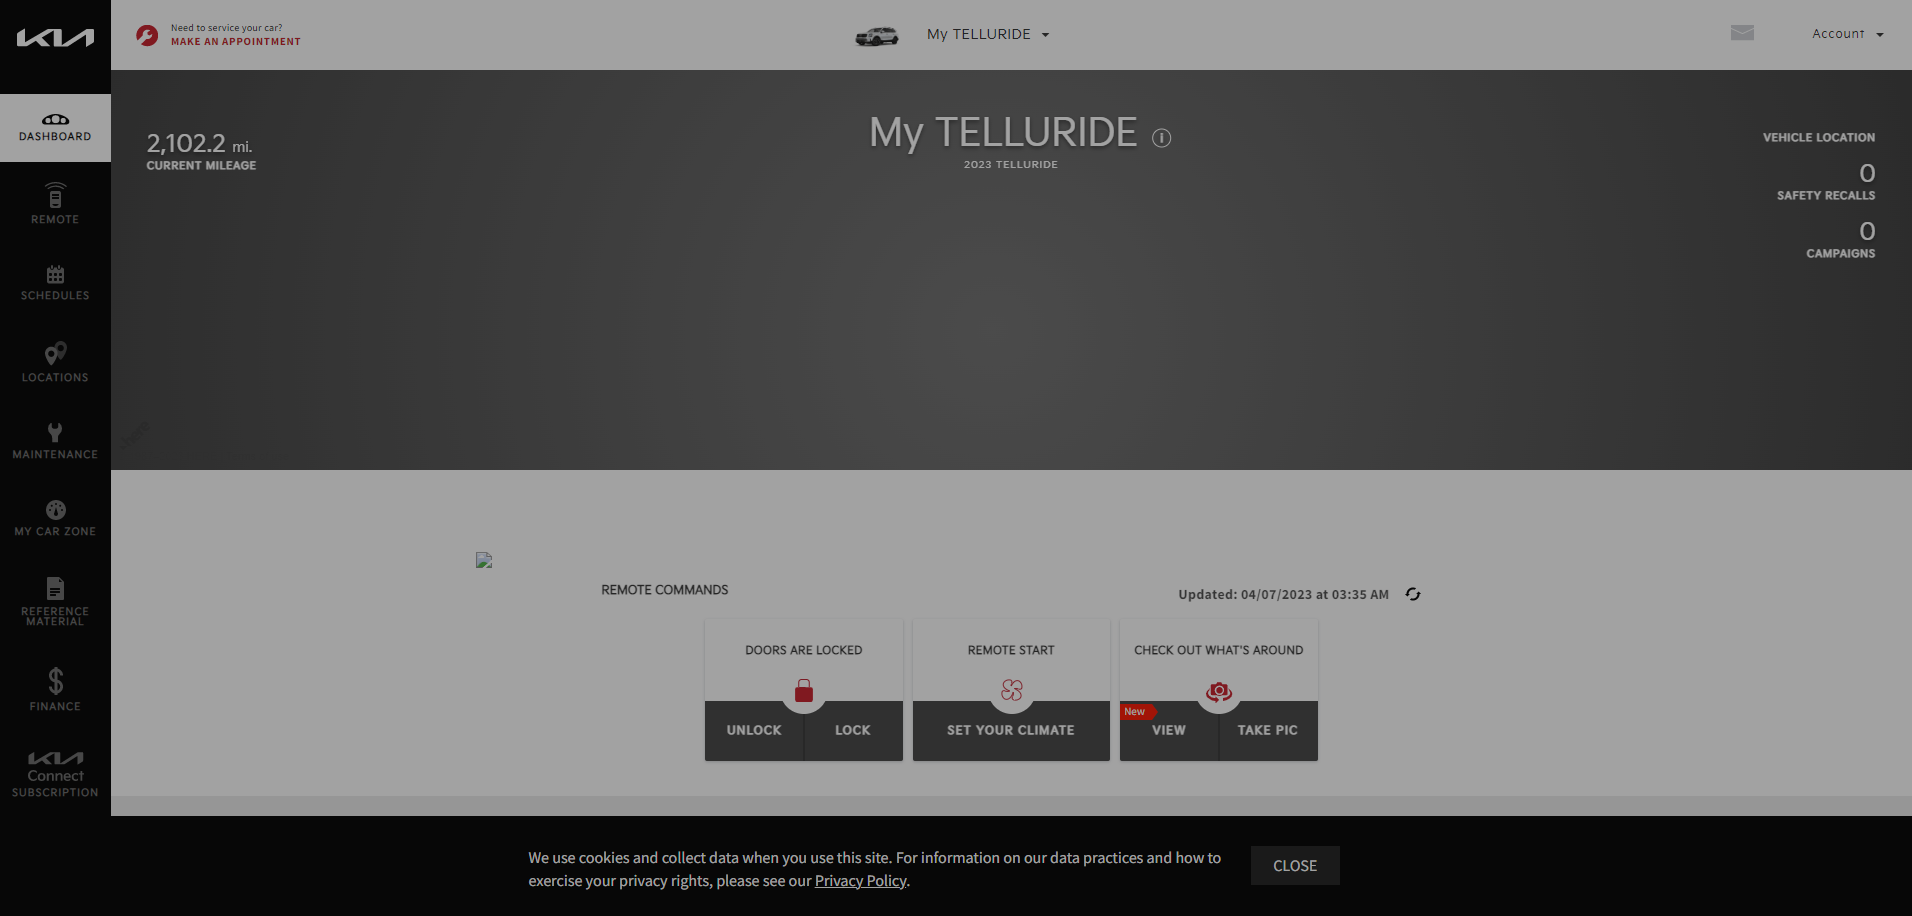 KIA
Need to service your car?
MAKE AN APPOINTMENT
My TELLURIDE
Account
DASHBOARD
REMOTE
SCHEDULES
LOCATIONS
MAINTENANCE
MY CAR ZONE
REFERENCE
MATERIAL
FINANCE
KIA
Connect
SUBSCRIPTION
2,102.2 mi.
CURRENT MILEAGE
My TELLURIDE
2023 TELLURIDE
VEHICLE LOCATION
0
SAFETY RECALLS
0
CAMPAIGNS
REMOTE COMMANDS
Updated: 04/07/2023 at 03:35 AM
DOORS ARE LOCKED
UNLOCK
LOCK
REMOTE START
SET YOUR CLIMATE
CHECK OUT WHAT'S AROUND
New
VIEW
TAKE PIC
We use cookies and collect data when you use this site. For information on our data practices and how to
exercise your privacy rights, please see our Privacy Policy.
CLOSE